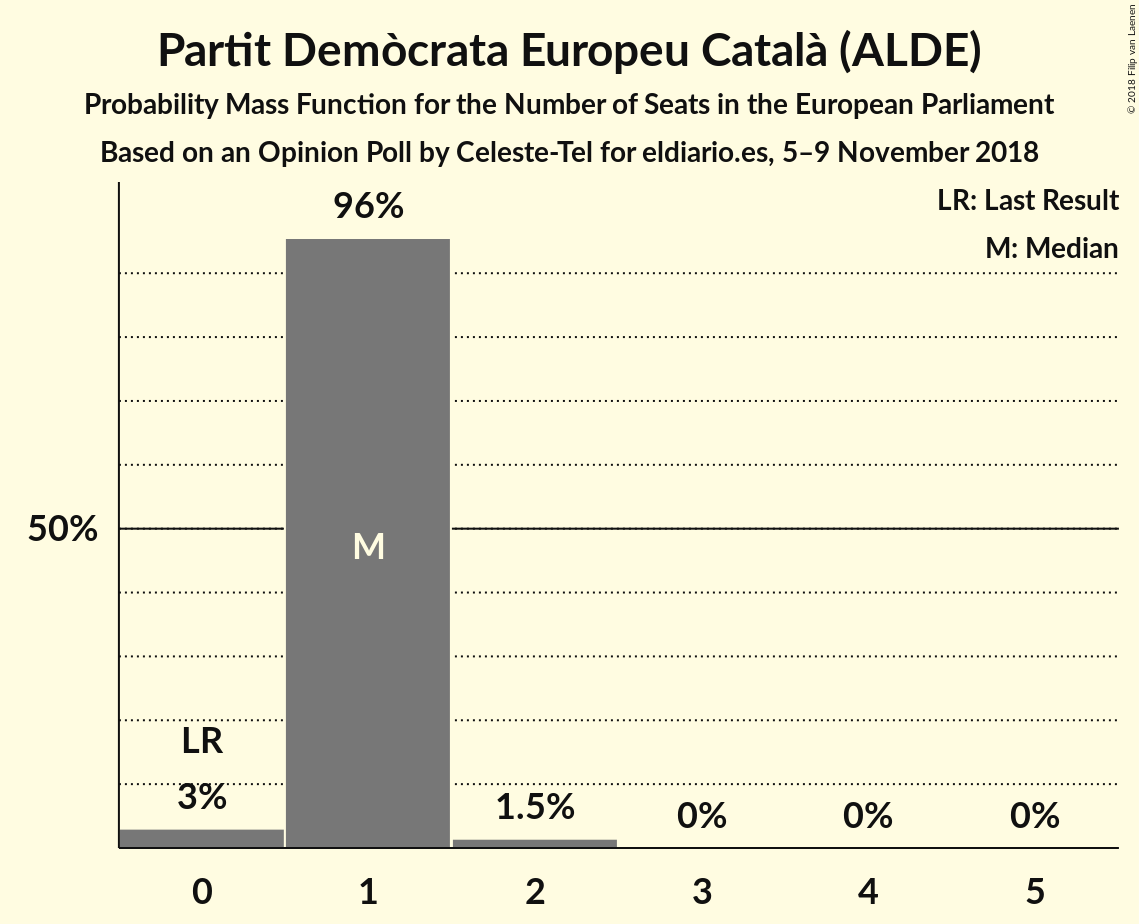 Partit Demòcrata Europeu Català (ALDE)
Probability Mass Function for the Number of Seats in the European Parliament
Based on an Opinion Poll by Celeste-Tel for eldiario.es, 5–9 November 2018
© 2018 Filip van Laenen
LR: Last Result
M: Median
96%
50%
M
LR
3%
1.5%
0%
0%
0%
0
1
2
3
4
5